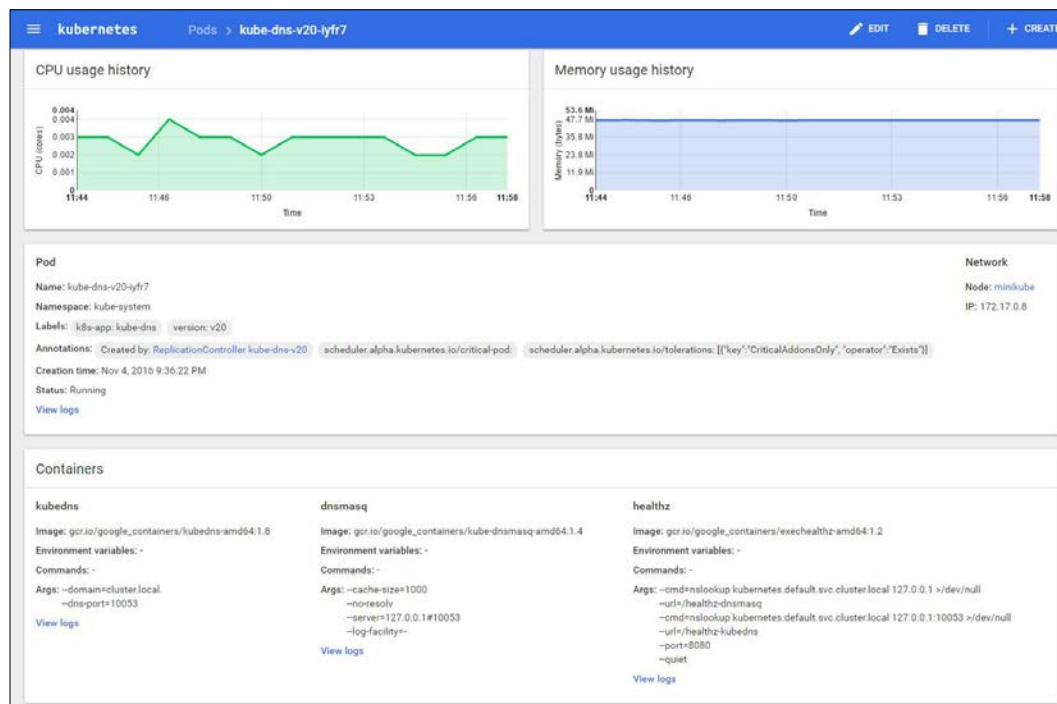 kubernetes Pods > kube-dns-v20-iyfr7 EDIT DELETE + CREATE
CPU usage history
0.004
0.004
0.003
0.002
0.001
0
CPU (cores)
11:44 11:46 11:50 11:53 11:56 11:58
Time
Memory usage history
53.6 Mi
47.7 Mi
35.8 Mi
23.8 Mi
11.9 Mi
0
Memory (bytes)
11:44 11:46 11:50 11:53 11:56 11:58
Time
Pod
Name: kube-dns-v20-iyfr7
Namespace: kube-system
Labels: k8s-app: kube-dns version: v20
Annotations: Created by: ReplicationController kube-dns-v20 scheduler.alpha.kubernetes.io/critical-pod: scheduler.alpha.kubernetes.io/tolerations: [{"key":"CriticalAddonsOnly", "operator":"Exists"}]
Creation time: Nov 4, 2016 9:36:22 PM
Status: Running
View logs
Network
Node: minikube
IP: 172.17.0.8
Containers
kubedns
Image: gcr.io/google_containers/kubedns-amd64:1.8
Environment variables: -
Commands: -
Args: --domain=cluster.local.
--dns-port=10053
View logs
dnsmasq
Image: gcr.io/google_containers/kube-dnsmasq-amd64:1.4
Environment variables: -
Commands: -
Args: --cache-size=1000
--no-resolv
--server=127.0.0.1#10053
--log-facility=-
View logs
healthz
Image: gcr.io/google_containers/exechealthz-amd64:1.2
Environment variables: -
Commands: -
Args: --cmd=nslookup kubernetes.default.svc.cluster.local 127.0.0.1 >/dev/null
--url=/healthz-dnsmasq
--cmd=nslookup kubernetes.default.svc.cluster.local 127.0.0.1:10053 >/dev/null
--url=/healthz-kubedns
--port=8080
--quiet
View logs